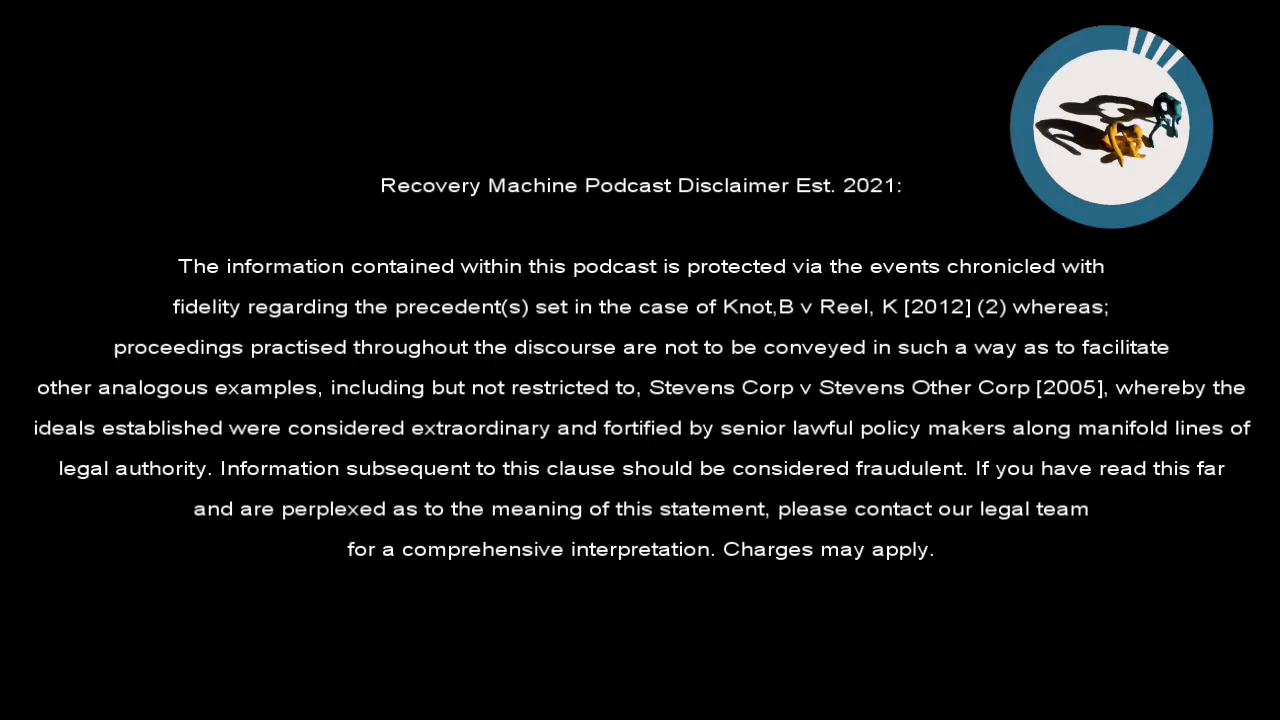 Recovery Machine Podcast Disclaimer Est. 2021:
The information contained within this podcast is protected via the events chronicled with
fidelity regarding the precedent(s) set in the case of Knot,B v Reel, K [2012] (2) whereas;
proceedings practised throughout the discourse are not to be conveyed in such a way as to facilitate
other analogous examples, including but not restricted to, Stevens Corp v Stevens Other Corp [2005], whereby the
ideals established were considered extraordinary and fortified by senior lawful policy makers along manifold lines of
legal authority. Information subsequent to this clause should be considered fraudulent. If you have read this far
and are perplexed as to the meaning of this statement, please contact our legal team
for a comprehensive interpretation. Charges may apply.